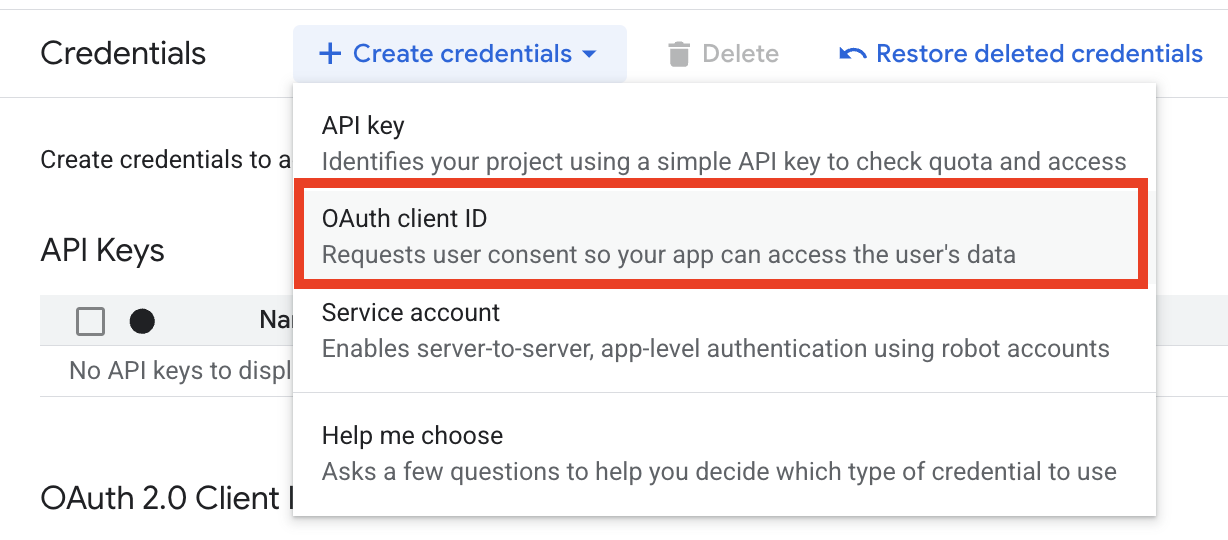 Credentials
Create credentials
Delete
Restore deleted credentials
API key
Identifies your project using a simple API key to check quota and access
Create credentials to a
OAuth client ID
Requests user consent so your app can access the user's data
API Keys
Service account
Enables server-to-server, app-level authentication using robot accounts
No API keys to displ
Help me choose
Asks a few questions to help you decide which type of credential to use
OAuth 2.0 Client